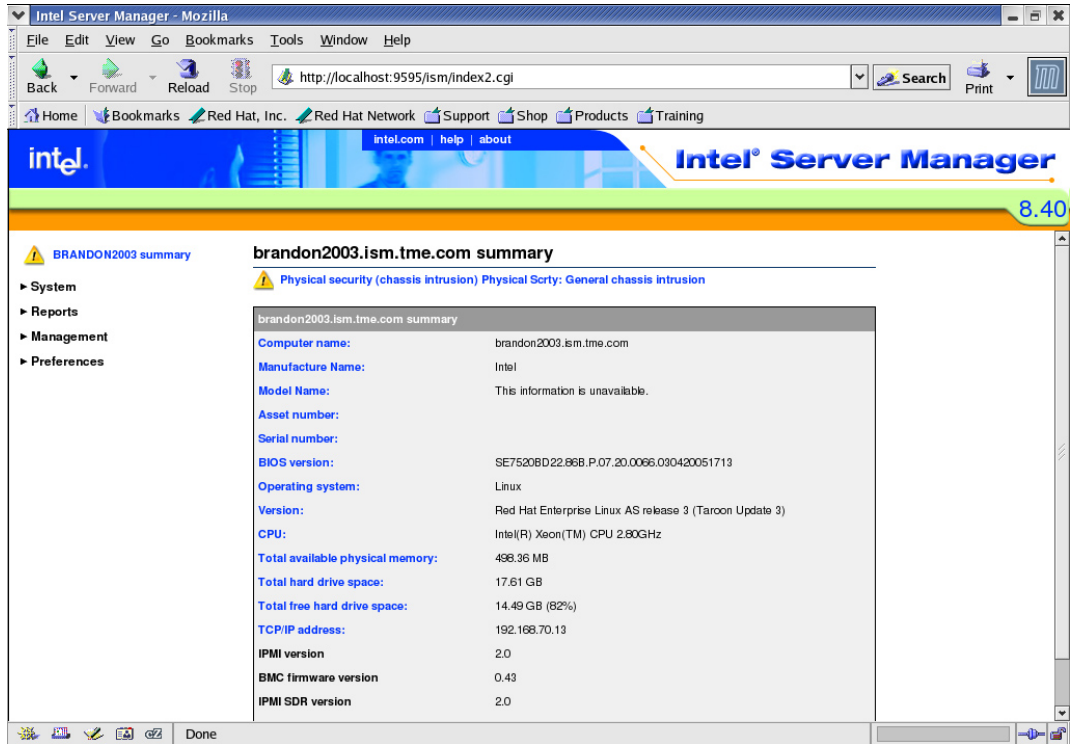 Intel Server Manager - Mozilla
File Edit View Go Bookmarks Tools Window Help
Back Forward Reload Stop http://localhost:9595/ism/index2.cgi Search Print
Home Bookmarks Red Hat, Inc. Red Hat Network Support Shop Products Training
intel.com | help | about
intel. Intel® Server Manager
8.40
BRANDON2003 summary
System
Reports
Management
Preferences
brandon2003.ism.tme.com summary
Physical security (chassis intrusion) Physical Scrty: General chassis intrusion
brandon2003.ism.tme.com summary
Computer name: brandon2003.ism.tme.com
Manufacture Name: Intel
Model Name: This information is unavailable.
Asset number:
Serial number:
BIOS version: SE7520BD22.86B.P.07.20.0066.030420051713
Operating system: Linux
Version: Red Hat Enterprise Linux AS release 3 (Taroon Update 3)
CPU: Intel(R) Xeon(TM) CPU 2.80GHz
Total available physical memory: 498.36 MB
Total hard drive space: 17.61 GB
Total free hard drive space: 14.49 GB (82%)
TCP/IP address: 192.168.70.13
IPMI version 2.0
BMC firmware version 0.43
IPMI SDR version 2.0
Done